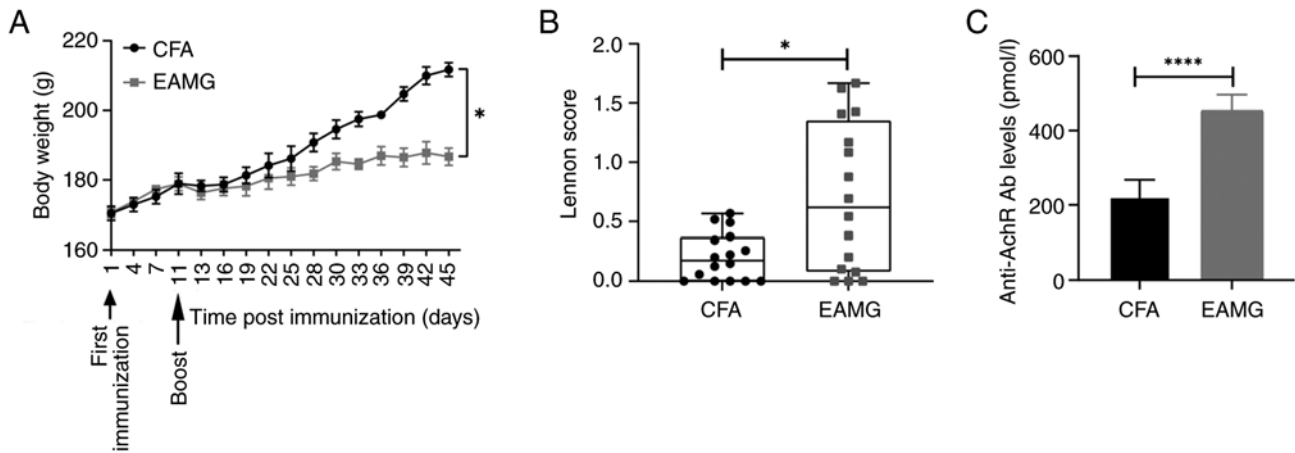 A
Body weight (g)
220
200
180
160
CFA
EAMG
*
1 4 7 11 13 16 19 22 25 28 30 33 36 39 42 45
Time post immunization (days)
First
immunization
Boost
B
Lennon score
2.0
1.5
1.0
0.5
0.0
*
CFA EAMG
C
Anti-AchR Ab levels (pmol/l)
600
400
200
0
****
CFA EAMG